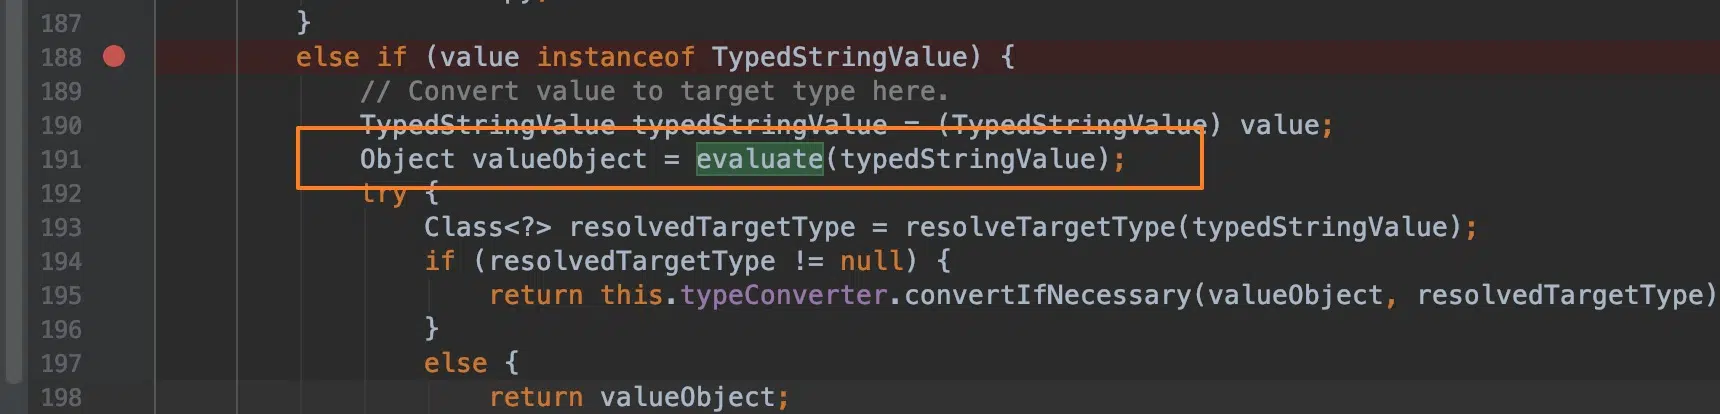 187 }
188 else if (value instanceof TypedStringValue) {
189 // Convert value to target type here.
190 TypedStringValue typedStringValue = (TypedStringValue) value;
191 Object valueObject = evaluate(typedStringValue);
192 try {
193 Class<?> resolvedTargetType = resolveTargetType(typedStringValue);
194 if (resolvedTargetType != null) {
195 return this.typeConverter.convertIfNecessary(valueObject, resolvedTargetType)
196 }
197 else {
198 return valueObject;